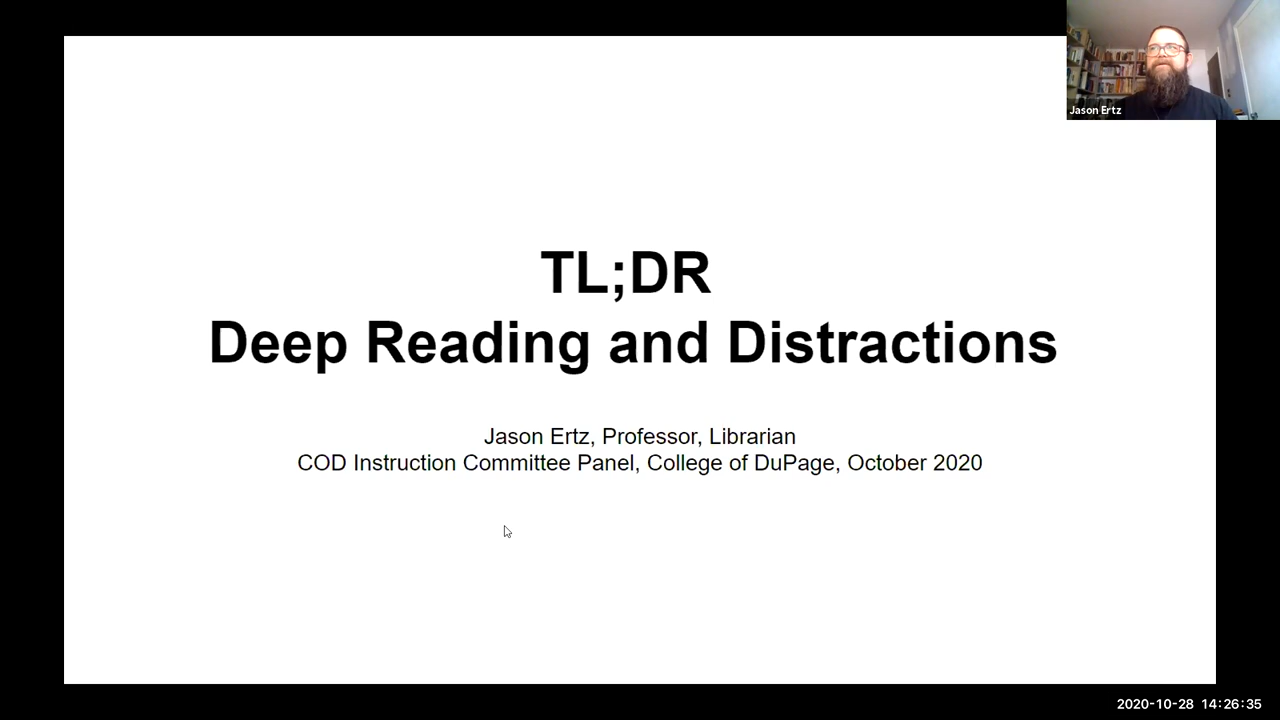 Jason Ertz
TL;DR
Deep Reading and Distractions
Jason Ertz, Professor, Librarian
COD Instruction Committee Panel, College of DuPage, October 2020
2020-10-28 14:26:35